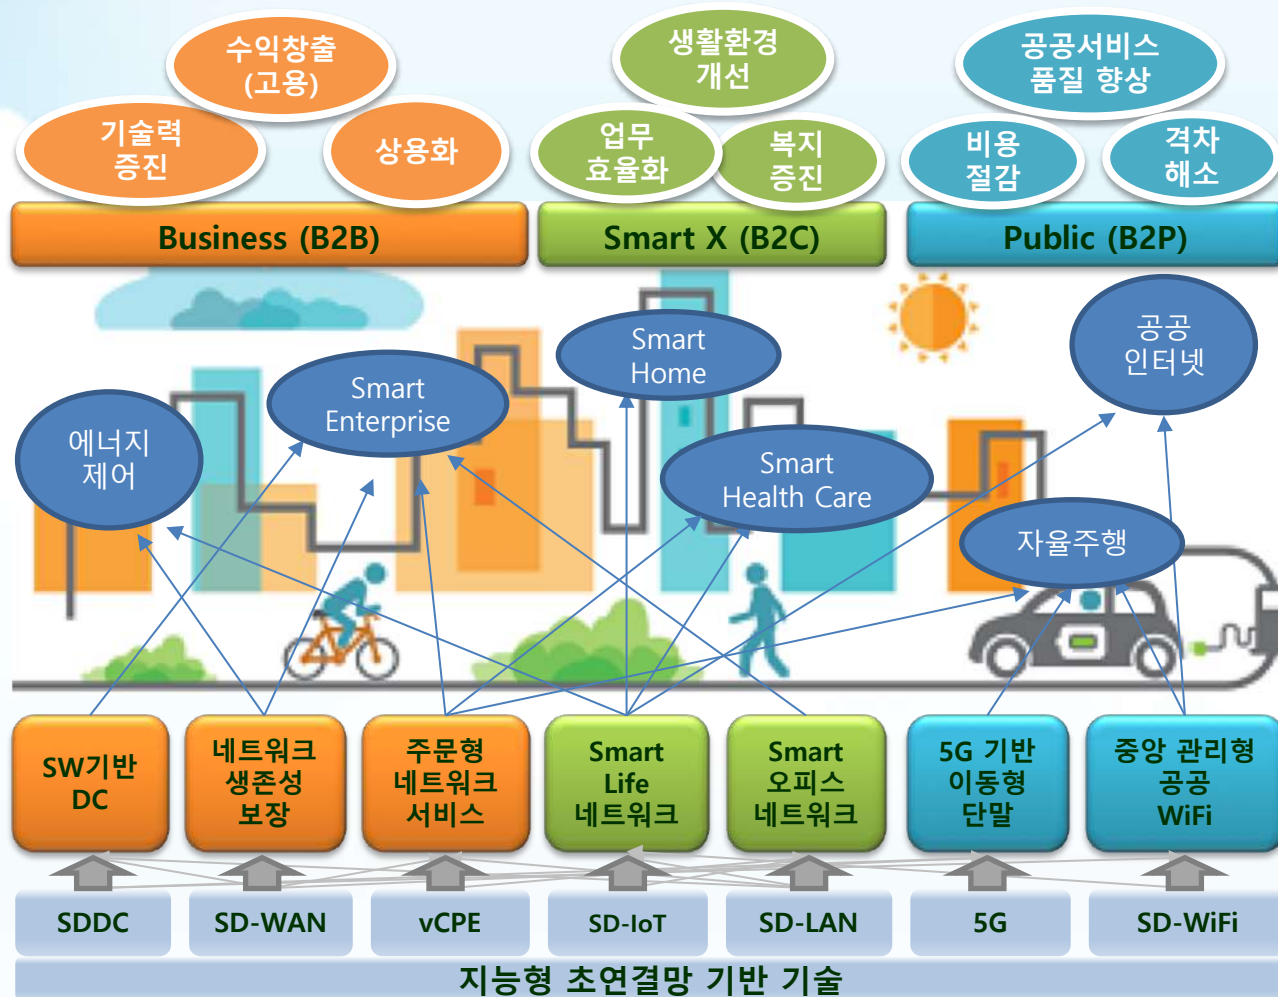 수익창출
(고용)
기술력
증진
상용화
생활환경
개선
업무
효율화
복지
증진
공공서비스
품질 향상
비용
절감
격차
해소
Business (B2B)
Smart X (B2C)
Public (B2P)
에너지
제어
Smart
Enterprise
Smart
Home
Smart
Health Care
공공
인터넷
자율주행
SW기반
DC
네트워크
생존성
보장
주문형
네트워크
서비스
Smart
Life
네트워크
Smart
오피스
네트워크
5G 기반
이동형
단말
중앙 관리형
공공
WiFi
SDDC
SD-WAN
vCPE
SD-IoT
SD-LAN
5G
SD-WiFi
지능형 초연결망 기반 기술